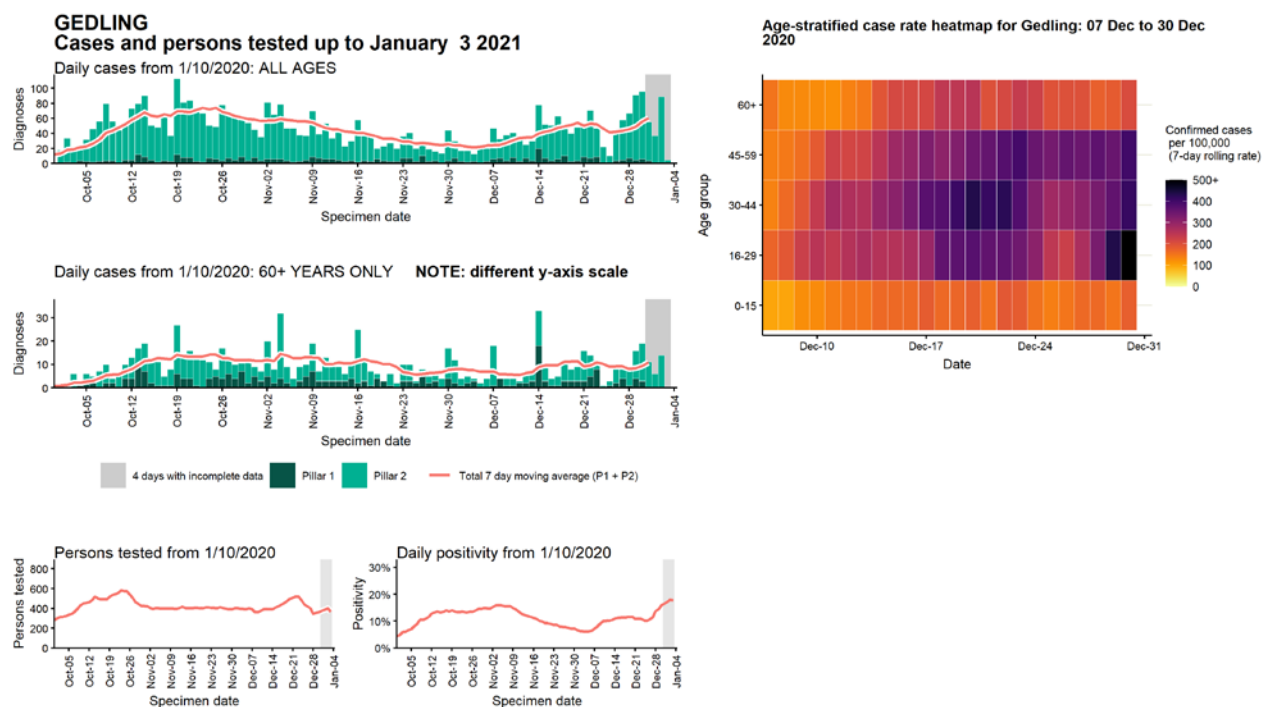 GEDLING
Cases and persons tested up to January  3 2021
Daily cases from 1/10/2020: ALL AGES
Diagnoses
100
80
60
40
20
0
Oct-05
Oct-12
Oct-19
Oct-26
Nov-02
Nov-09
Nov-16
Nov-23
Nov-30
Dec-07
Dec-14
Dec-21
Dec-28
Jan-04
Specimen date
Daily cases from 1/10/2020: 60+ YEARS ONLY NOTE: different y-axis scale
Diagnoses
30
20
10
0
Oct-05
Oct-12
Oct-19
Oct-26
Nov-02
Nov-09
Nov-16
Nov-23
Nov-30
Dec-07
Dec-14
Dec-21
Dec-28
Jan-04
Specimen date
4 days with incomplete data Pillar 1 Pillar 2 Total 7 day moving average (P1 + P2)
Persons tested from 1/10/2020
Persons tested
800
600
400
200
0
Oct-05
Oct-12
Oct-19
Oct-26
Nov-02
Nov-09
Nov-16
Nov-23
Nov-30
Dec-07
Dec-14
Dec-21
Dec-28
Jan-04
Specimen date
Daily positivity from 1/10/2020
Positivity
30%
20%
10%
0%
Oct-05
Oct-12
Oct-19
Oct-26
Nov-02
Nov-09
Nov-16
Nov-23
Nov-30
Dec-07
Dec-14
Dec-21
Dec-28
Jan-04
Specimen date
Age-stratified case rate heatmap for Gedling: 07 Dec to 30 Dec
2020
Age group
60+
45-59
30-44
16-29
0-15
Dec-10
Dec-17
Dec-24
Dec-31
Date
Confirmed cases
per 100,000
(7-day rolling rate)
500+
400
300
200
100
0